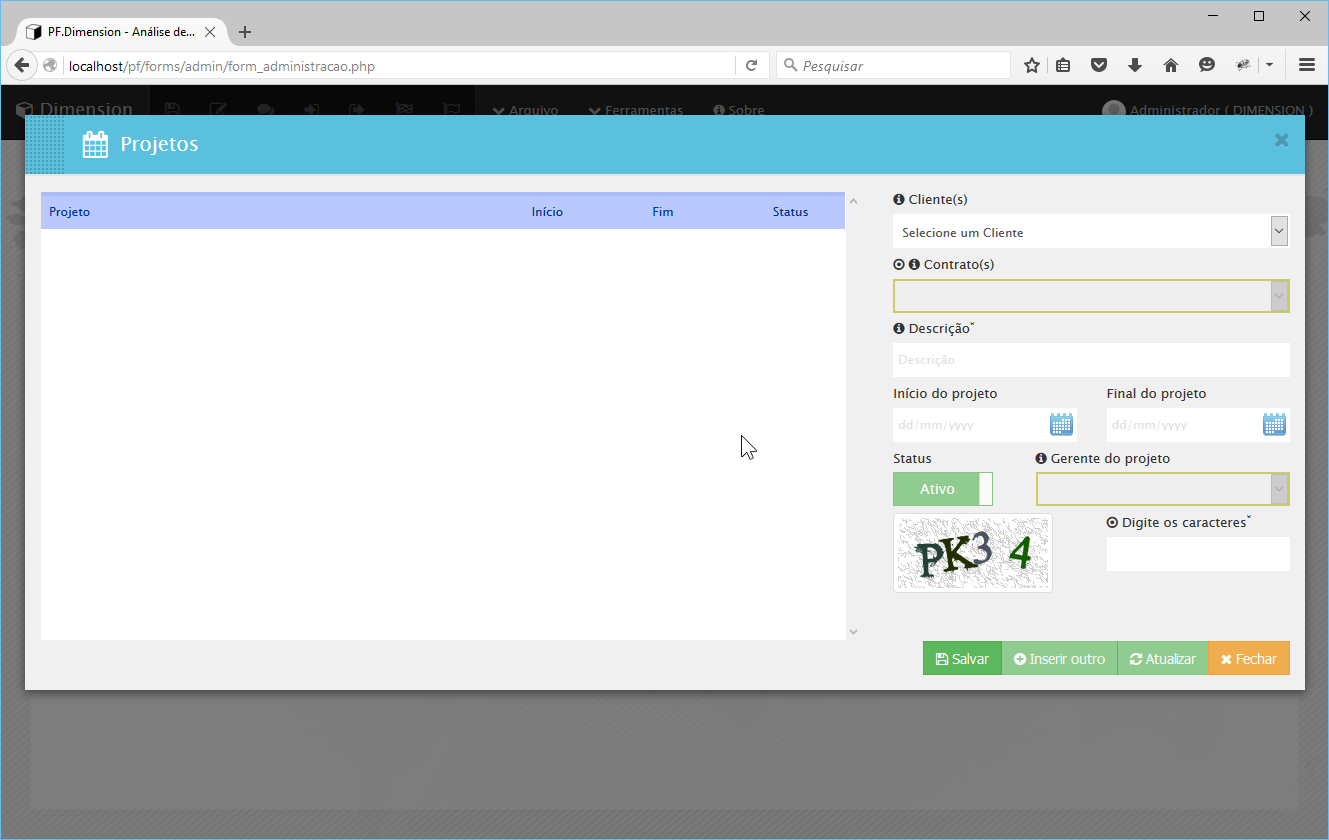 PF.Dimension - Análise de...
localhost/pf/forms/admin/form_administracao.php
Pesquisar
Dimension Arquivo Ferramentas Sobre Administrador ( DIMENSION )
Projetos
Projeto Início Fim Status
Cliente(s)
Selecione um Cliente
Contrato(s)
Descrição*
Descrição
Início do projeto Final do projeto
dd/mm/yyyy dd/mm/yyyy
Status Gerente do projeto
Ativo
PK3 4
Digite os caracteres*
Salvar Inserir outro Atualizar Fechar